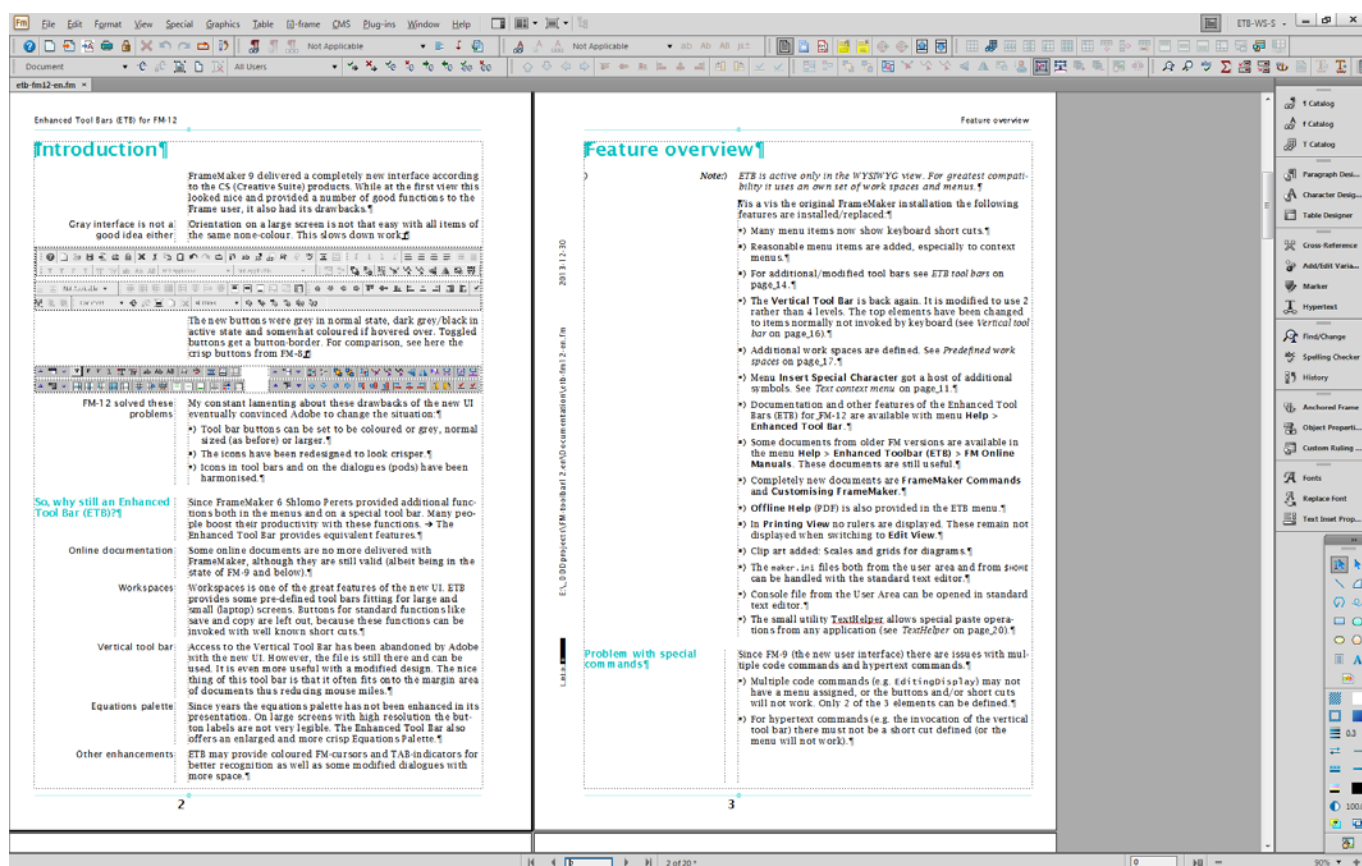 Fm File Edit Format View Special Graphics Table D-frame CMS Plug-ins Window Help ETB-WS-S
Not Applicable Not Applicable
Document All Users
etb-fm12-en.fm ×
Enhanced Tool Bars (ETB) for FM-12
Introduction¶
FrameMaker 9 delivered a completely new interface according
to the CS (Creative Suite) products. While at the first view this
looked nice and provided a number of good functions to the
Frame user, it also had its drawbacks.¶
Gray interface is not a
good idea either
Orientation on a large screen is not that easy with all items of
the same none-colour. This slows down work.¶
The new buttons were grey in normal state, dark grey/black in
active state and somewhat coloured if hovered over. Toggled
buttons get a button-border. For comparison, see here the
crisp buttons from FM-8.¶
FM-12 solved these
problems
My constant lamenting about these drawbacks of the new UI
eventually convinced Adobe to change the situation:¶
•) Tool bar buttons can be set to be coloured or grey, normal
sized (as before) or larger.¶
•) The icons have been redesigned to look crisper.¶
•) Icons in tool bars and on the dialogues (pods) have been
harmonised.¶
So, why still an Enhanced
Tool Bar (ETB)?¶
Since FrameMaker 6 Shlomo Perets provided additional func-
tions both in the menus and on a special tool bar. Many peo-
ple boost their productivity with these functions. ➔ The
Enhanced Tool Bar provides equivalent features.¶
Online documentation
Some online documents are no more delivered with
FrameMaker, although they are still valid (albeit being in the
state of FM-9 and below).¶
Workspaces
Workspaces is one of the great features of the new UI. ETB
provides some pre-defined tool bars fitting for large and
small (laptop) screens. Buttons for standard functions like
save and copy are left out, because these functions can be
invoked with well known short cuts.¶
Vertical tool bar
Access to the Vertical Tool Bar has been abandoned by Adobe
with the new UI. However, the file is still there and can be
used. It is even more useful with a modified design. The nice
thing of this tool bar is that it often fits onto the margin area
of documents thus reducing mouse miles.¶
Equations palette
Since years the equations palette has not been enhanced in its
presentation. On large screens with high resolution the but-
ton labels are not very legible. The Enhanced Tool Bar also
offers an enlarged and more crisp Equations Palette.¶
Other enhancements
ETB may provide coloured FM-cursors and TAB-indicators for
better recognition as well as some modified dialogues with
more space.¶
2
Feature overview
Feature overview¶
Note:) ETB is active only in the WYSIWYG view. For greatest compati-
bility it uses an own set of work spaces and menus.¶
Vis a vis the original FrameMaker installation the following
features are installed/replaced:¶
•) Many menu items now show keyboard short cuts.¶
•) Reasonable menu items are added, especially to context
menus.¶
•) For additional/modified tool bars see ETB tool bars on
page 14.¶
•) The Vertical Tool Bar is back again. It is modified to use 2
rather than 4 levels. The top elements have been changed
to items normally not invoked by keyboard (see Vertical tool
bar on page 16).¶
•) Additional work spaces are defined. See Predefined work
spaces on page 17.¶
•) Menu Insert Special Character got a host of additional
symbols. See Text context menu on page 11.¶
•) Documentation and other features of the Enhanced Tool
Bars (ETB) for FM-12 are available with menu Help >
Enhanced Tool Bar.¶
•) Some documents from older FM versions are available in
the menu Help > Enhanced Toolbar (ETB) > FM Online
Manuals. These documents are still useful.¶
•) Completely new documents are FrameMaker Commands
and Customising FrameMaker.¶
•) Offline Help (PDF) is also provided in the ETB menu.¶
•) In Printing View no rulers are displayed. These remain not
displayed when switching to Edit View.¶
•) Clip art added: Scales and grids for diagrams.¶
•) The maker.ini files both from the user area and from $HOME
can be handled with the standard text editor.¶
•) Console file from the User Area can be opened in standard
text editor.¶
•) The small utility TextHelper allows special paste opera-
tions from any application (see TextHelper on page 20).¶
Problem with special
commands¶
Since FM-9 (the new user interface) there are issues with mul-
tiple code commands and hypertext commands.¶
•) Multiple code commands (e.g. EditingDisplay) may not
have a menu assigned, or the buttons and/or short cuts
will not work. Only 2 of the 3 elements can be defined.¶
•) For hypertext commands (e.g. the invocation of the vertical
tool bar) there must not be a short cut defined (or the
menu will not work).¶
3
2013-12-30
¶ Catalog
f Catalog
T Catalog
Paragraph Desi...
Character Desig...
Table Designer
Cross-Reference
Add/Edit Varia...
Marker
Hypertext
Find/Change
Spelling Checker
History
Anchored Frame
Object Properti...
Custom Ruling ...
Fonts
Replace Font
Text Inset Prop...
0.3
100.0
2 of 20 *
0
90%